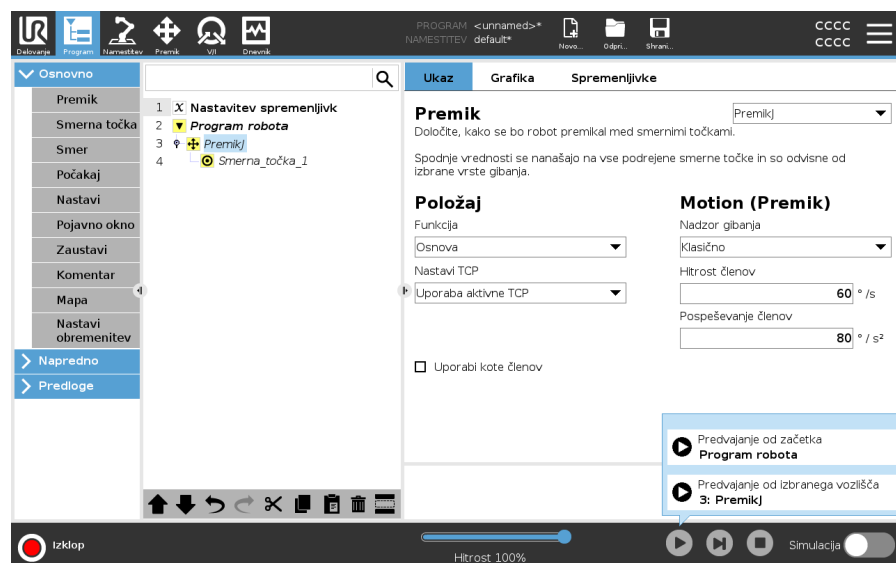 UR
PROGRAM <unnamed>*
NAMESTITEV default*
CCCC
CCCC
Delovanje
Program
Namestitev
Premik
V/I
Dnevnik
Novo...
Odpri...
Shrani...
Osnovno
Premik
Smerna točka
Smer
Počakaj
Nastavi
Pojavno okno
Zaustavi
Komentar
Mapa
Nastavi
obremenitev
Napredno
Predloge
1 x Nastavitev spremenljivk
2 Program robota
3 PremikJ
4 Smerna_točka_1
Ukaz
Grafika
Spremenljivke
Premik
PremikJ
Določite, kako se bo robot premikal med smernimi točkami.
Spodnje vrednosti se nanašajo na vse podrejene smerne točke in so odvisne od
izbrane vrste gibanja.
Položaj
Funkcija
Osnova
Nastavi TCP
Uporaba aktivne TCP
Uporabi kote členov
Motion (Premik)
Nadzor gibanja
Klasično
Hitrost členov
60 °/s
Pospeševanje členov
80 °/s²
Predvajanje od začetka
Program robota
Predvajanje od izbranega vozlišča
3: PremikJ
Izklop
Hitrost 100%
Simulacija